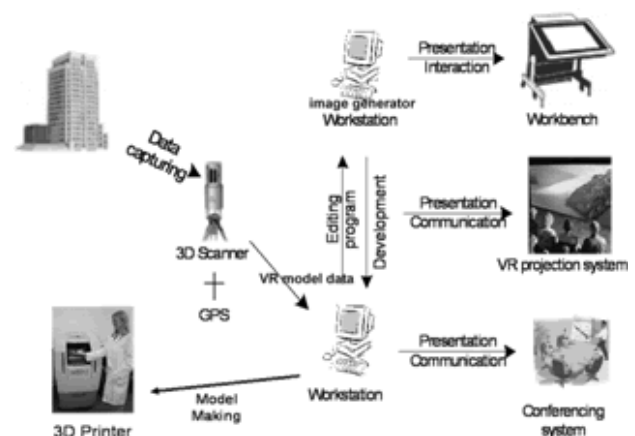 Presentation
Interaction
image generator
Workstation
Workbench
Data
capturing
Editing
program
Development
Presentation
Communication
3D Scanner
VR model data
VR projection system
GPS
Presentation
Communication
Workstation
Model
Making
Conferencing
system
3D Printer